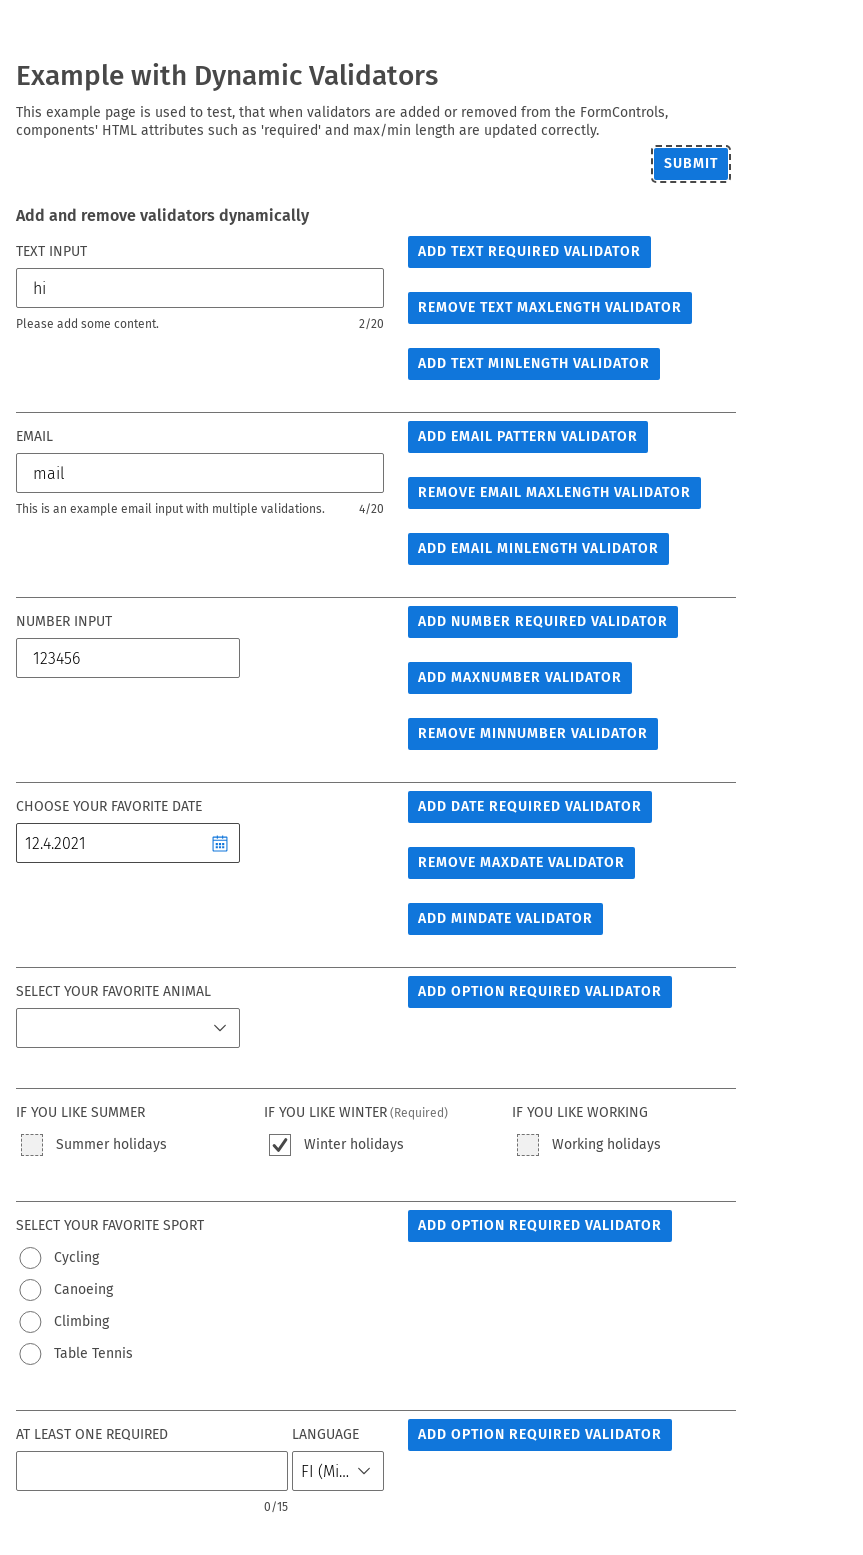 Example with Dynamic Validators
This example page is used to test, that when validators are added or removed from the FormControls,
components' HTML attributes such as 'required' and max/min length are updated correctly.
SUBMIT
Add and remove validators dynamically
TEXT INPUT
hi
Please add some content. 2/20
ADD TEXT REQUIRED VALIDATOR
REMOVE TEXT MAXLENGTH VALIDATOR
ADD TEXT MINLENGTH VALIDATOR
EMAIL
mail
This is an example email input with multiple validations. 4/20
ADD EMAIL PATTERN VALIDATOR
REMOVE EMAIL MAXLENGTH VALIDATOR
ADD EMAIL MINLENGTH VALIDATOR
NUMBER INPUT
123456
ADD NUMBER REQUIRED VALIDATOR
ADD MAXNUMBER VALIDATOR
REMOVE MINNUMBER VALIDATOR
CHOOSE YOUR FAVORITE DATE
12.4.2021
ADD DATE REQUIRED VALIDATOR
REMOVE MAXDATE VALIDATOR
ADD MINDATE VALIDATOR
SELECT YOUR FAVORITE ANIMAL
ADD OPTION REQUIRED VALIDATOR
IF YOU LIKE SUMMER
Summer holidays
IF YOU LIKE WINTER (Required)
Winter holidays
IF YOU LIKE WORKING
Working holidays
SELECT YOUR FAVORITE SPORT
Cycling
Canoeing
Climbing
Table Tennis
ADD OPTION REQUIRED VALIDATOR
AT LEAST ONE REQUIRED
0/15
LANGUAGE
FI (Mi...
ADD OPTION REQUIRED VALIDATOR